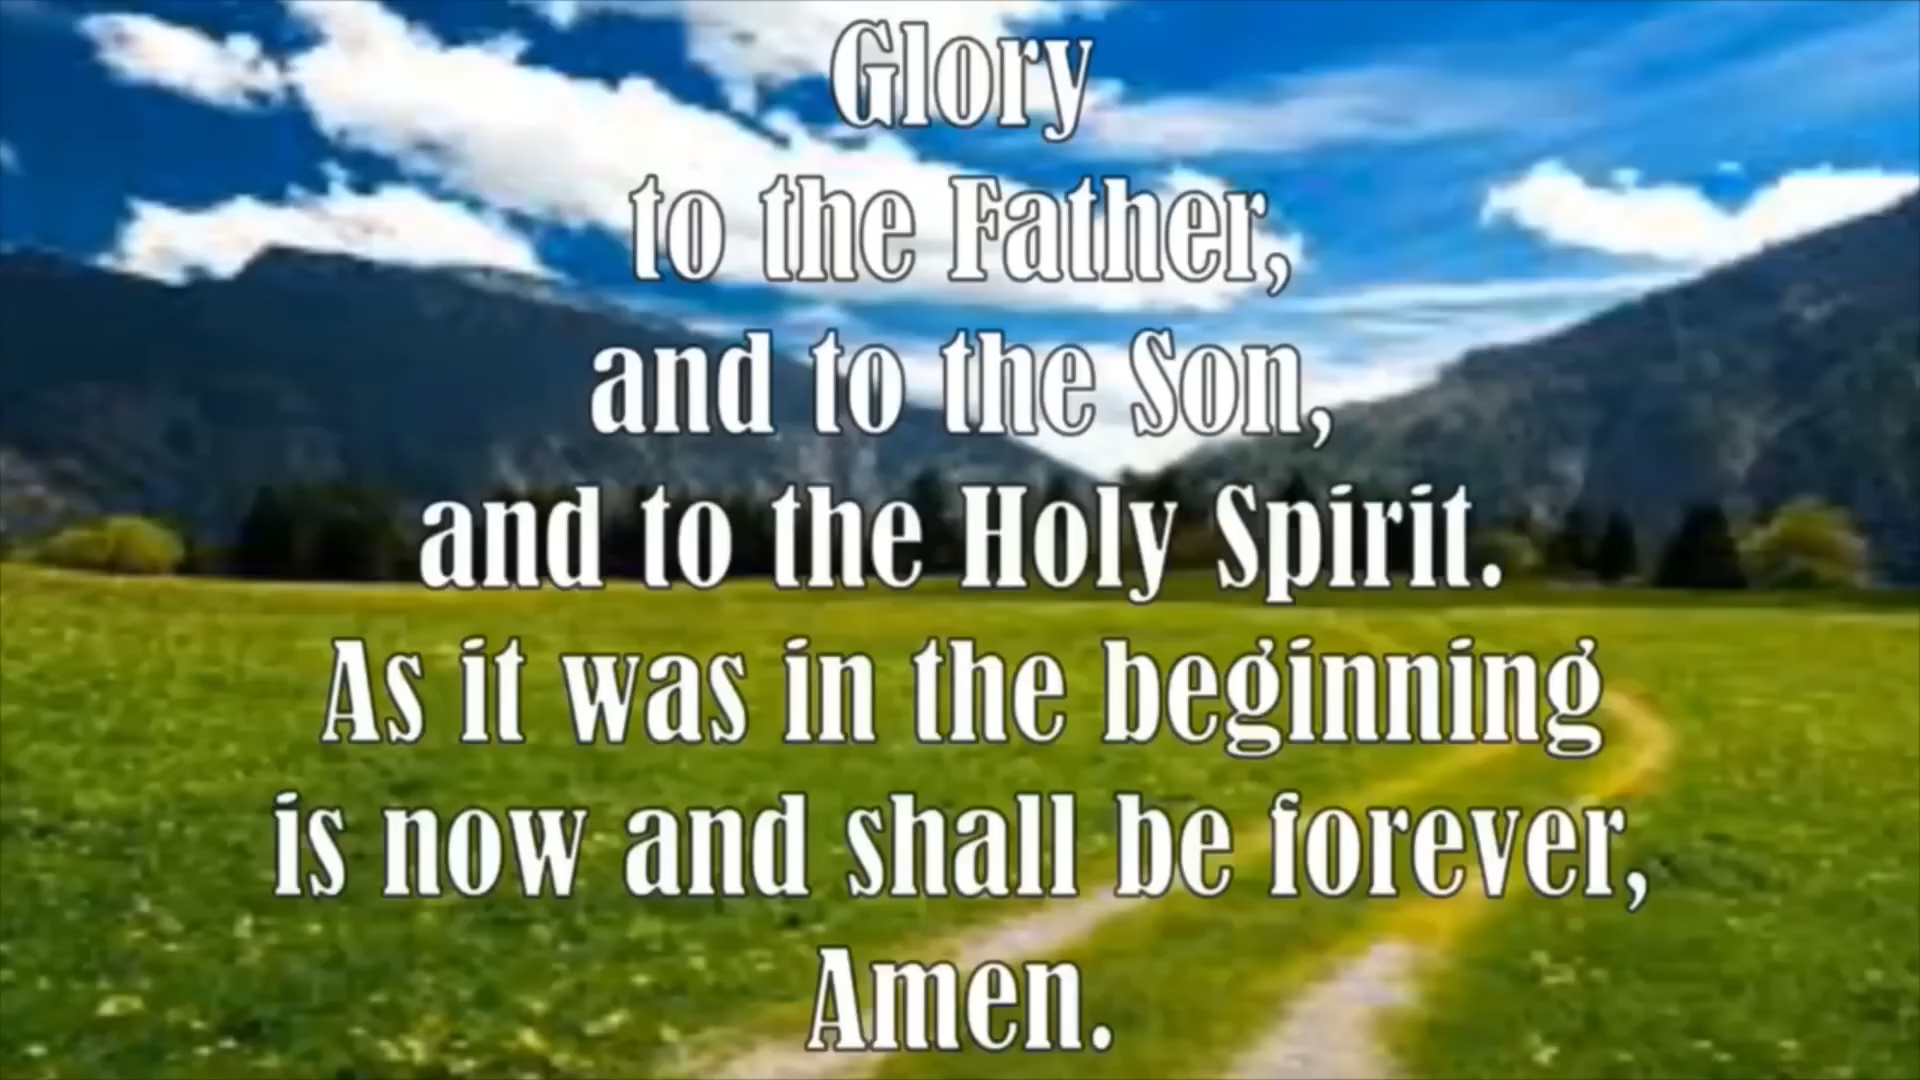 Glory
to the Father,
and to the Son,
and to the Holy Spirit.
As it was in the beginning
is now and shall be forever,
Amen.